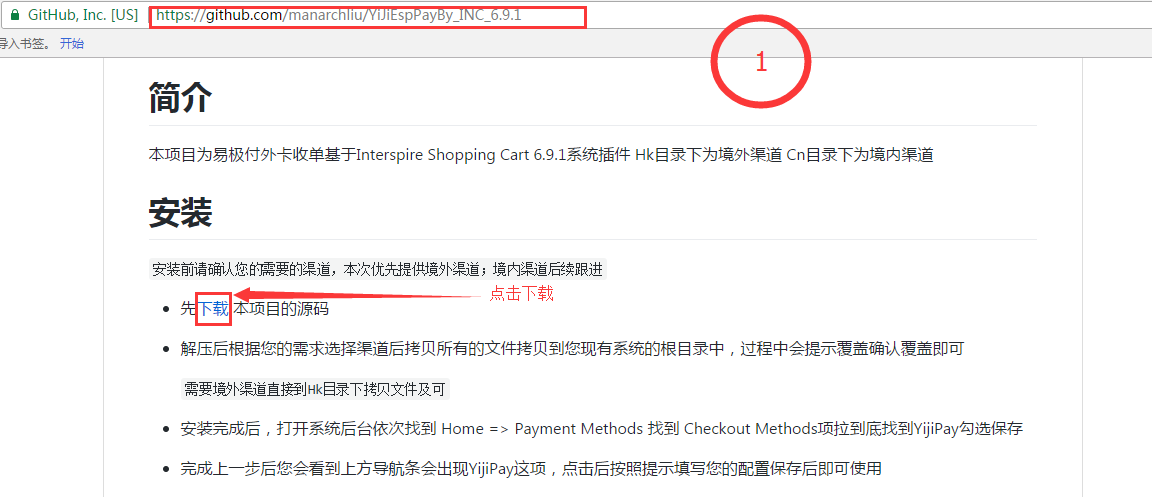 GitHub, Inc. [US] | https://github.com/manarchliu/YiJiEspPayBy_INC_6.9.1
导入书签。 开始
1
简介
本项目为易极付外卡收单基于Interspire Shopping Cart 6.9.1系统插件 Hk目录下为境外渠道 Cn目录下为境内渠道
安装
安装前请确认您的需要的渠道，本次优先提供境外渠道；境内渠道后续跟进
点击下载
• 先下载 本项目的源码
• 解压后根据您的需求选择渠道后拷贝所有的文件拷贝到您现有系统的根目录中，过程中会提示覆盖确认覆盖即可
需要境外渠道直接到Hk目录下拷贝文件及可
• 安装完成后，打开系统后台依次找到 Home => Payment Methods 找到 Checkout Methods项拉到底找到YijiPay勾选保存
• 完成上一步后您会看到上方导航条会出现YijiPay这项，点击后按照提示填写您的配置保存后即可使用